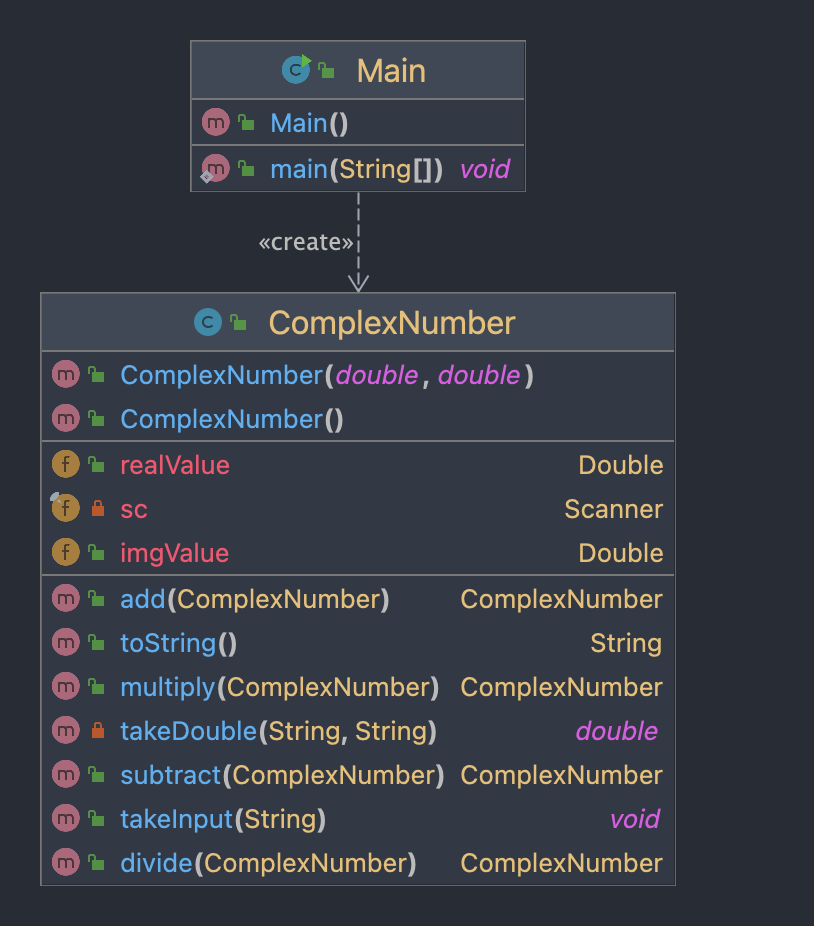 Main
Main()
main(String[]) void
«create»
ComplexNumber
ComplexNumber(double, double)
ComplexNumber()
realValue Double
sc Scanner
imgValue Double
add(ComplexNumber) ComplexNumber
toString() String
multiply(ComplexNumber) ComplexNumber
takeDouble(String, String) double
subtract(ComplexNumber) ComplexNumber
takeInput(String) void
divide(ComplexNumber) ComplexNumber